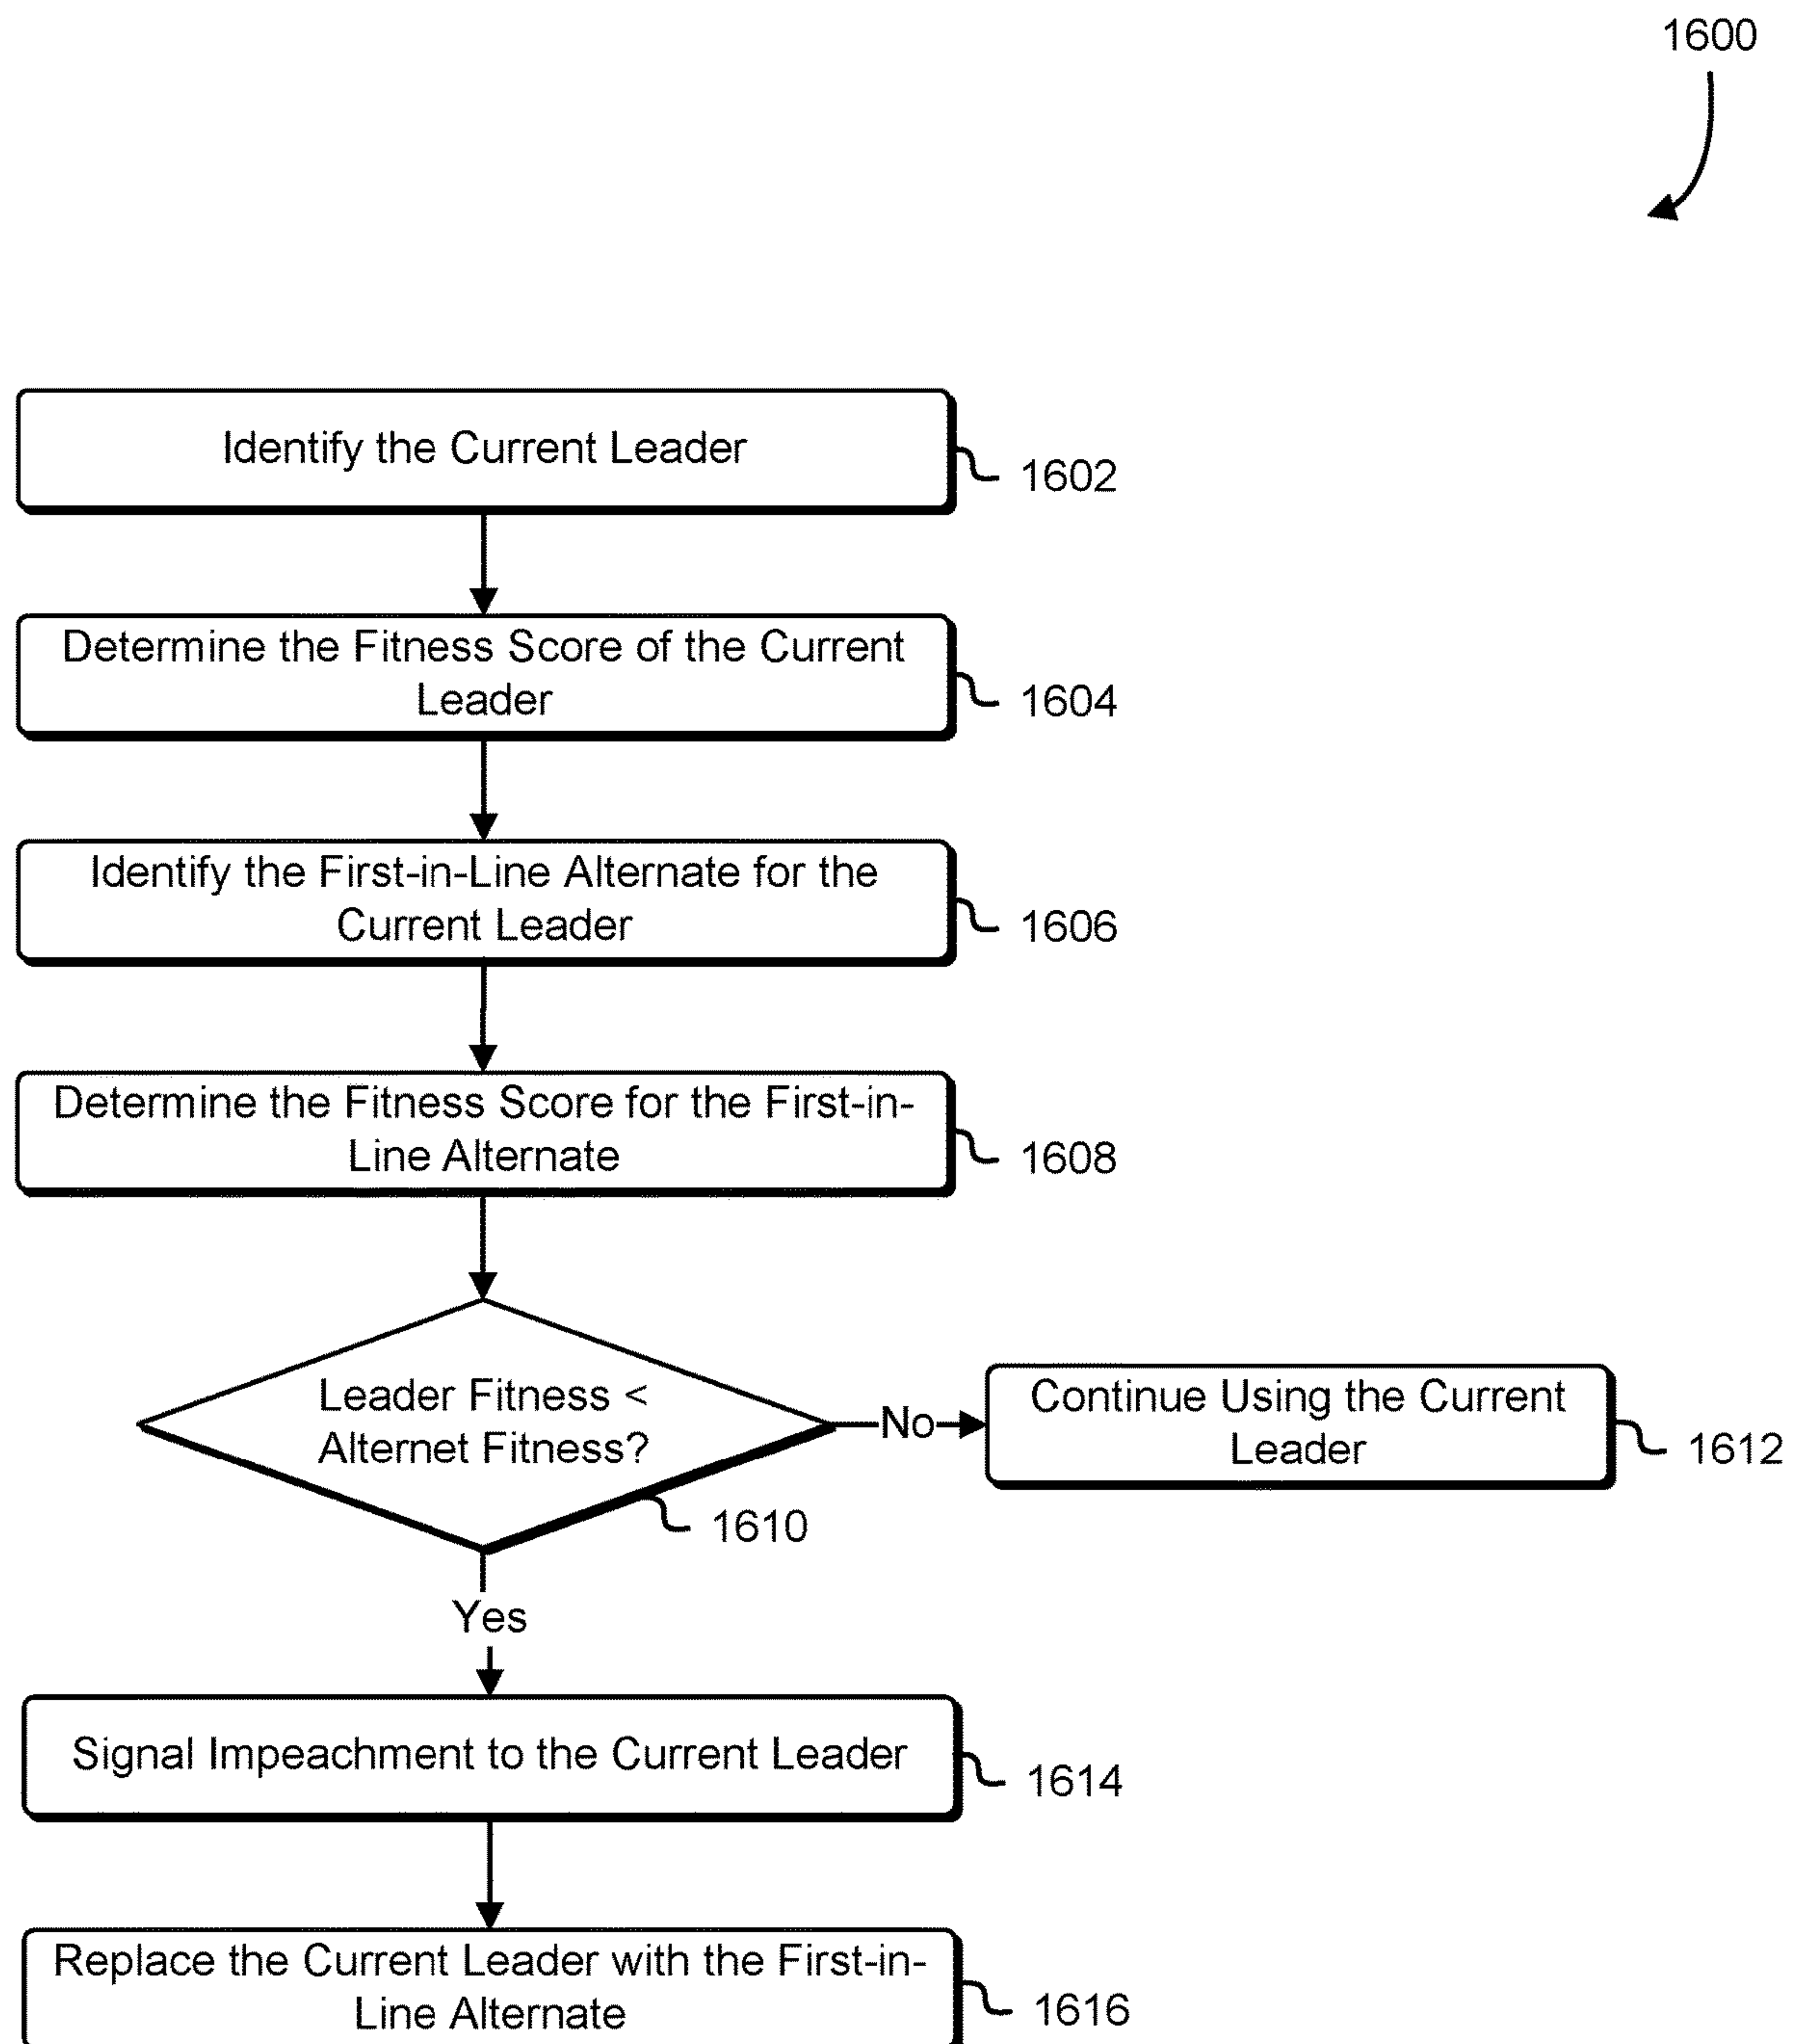 1600
Identify the Current Leader
1602
Determine the Fitness Score of the Current
Leader
1604
Identify the First-in-Line Alternate for the
Current Leader
1606
Determine the Fitness Score for the First-in-
Line Alternate
1608
Leader Fitness <
Alternet Fitness?
1610
No
Continue Using the Current
Leader
1612
Yes
Signal Impeachment to the Current Leader
1614
Replace the Current Leader with the First-in-
Line Alternate
1616